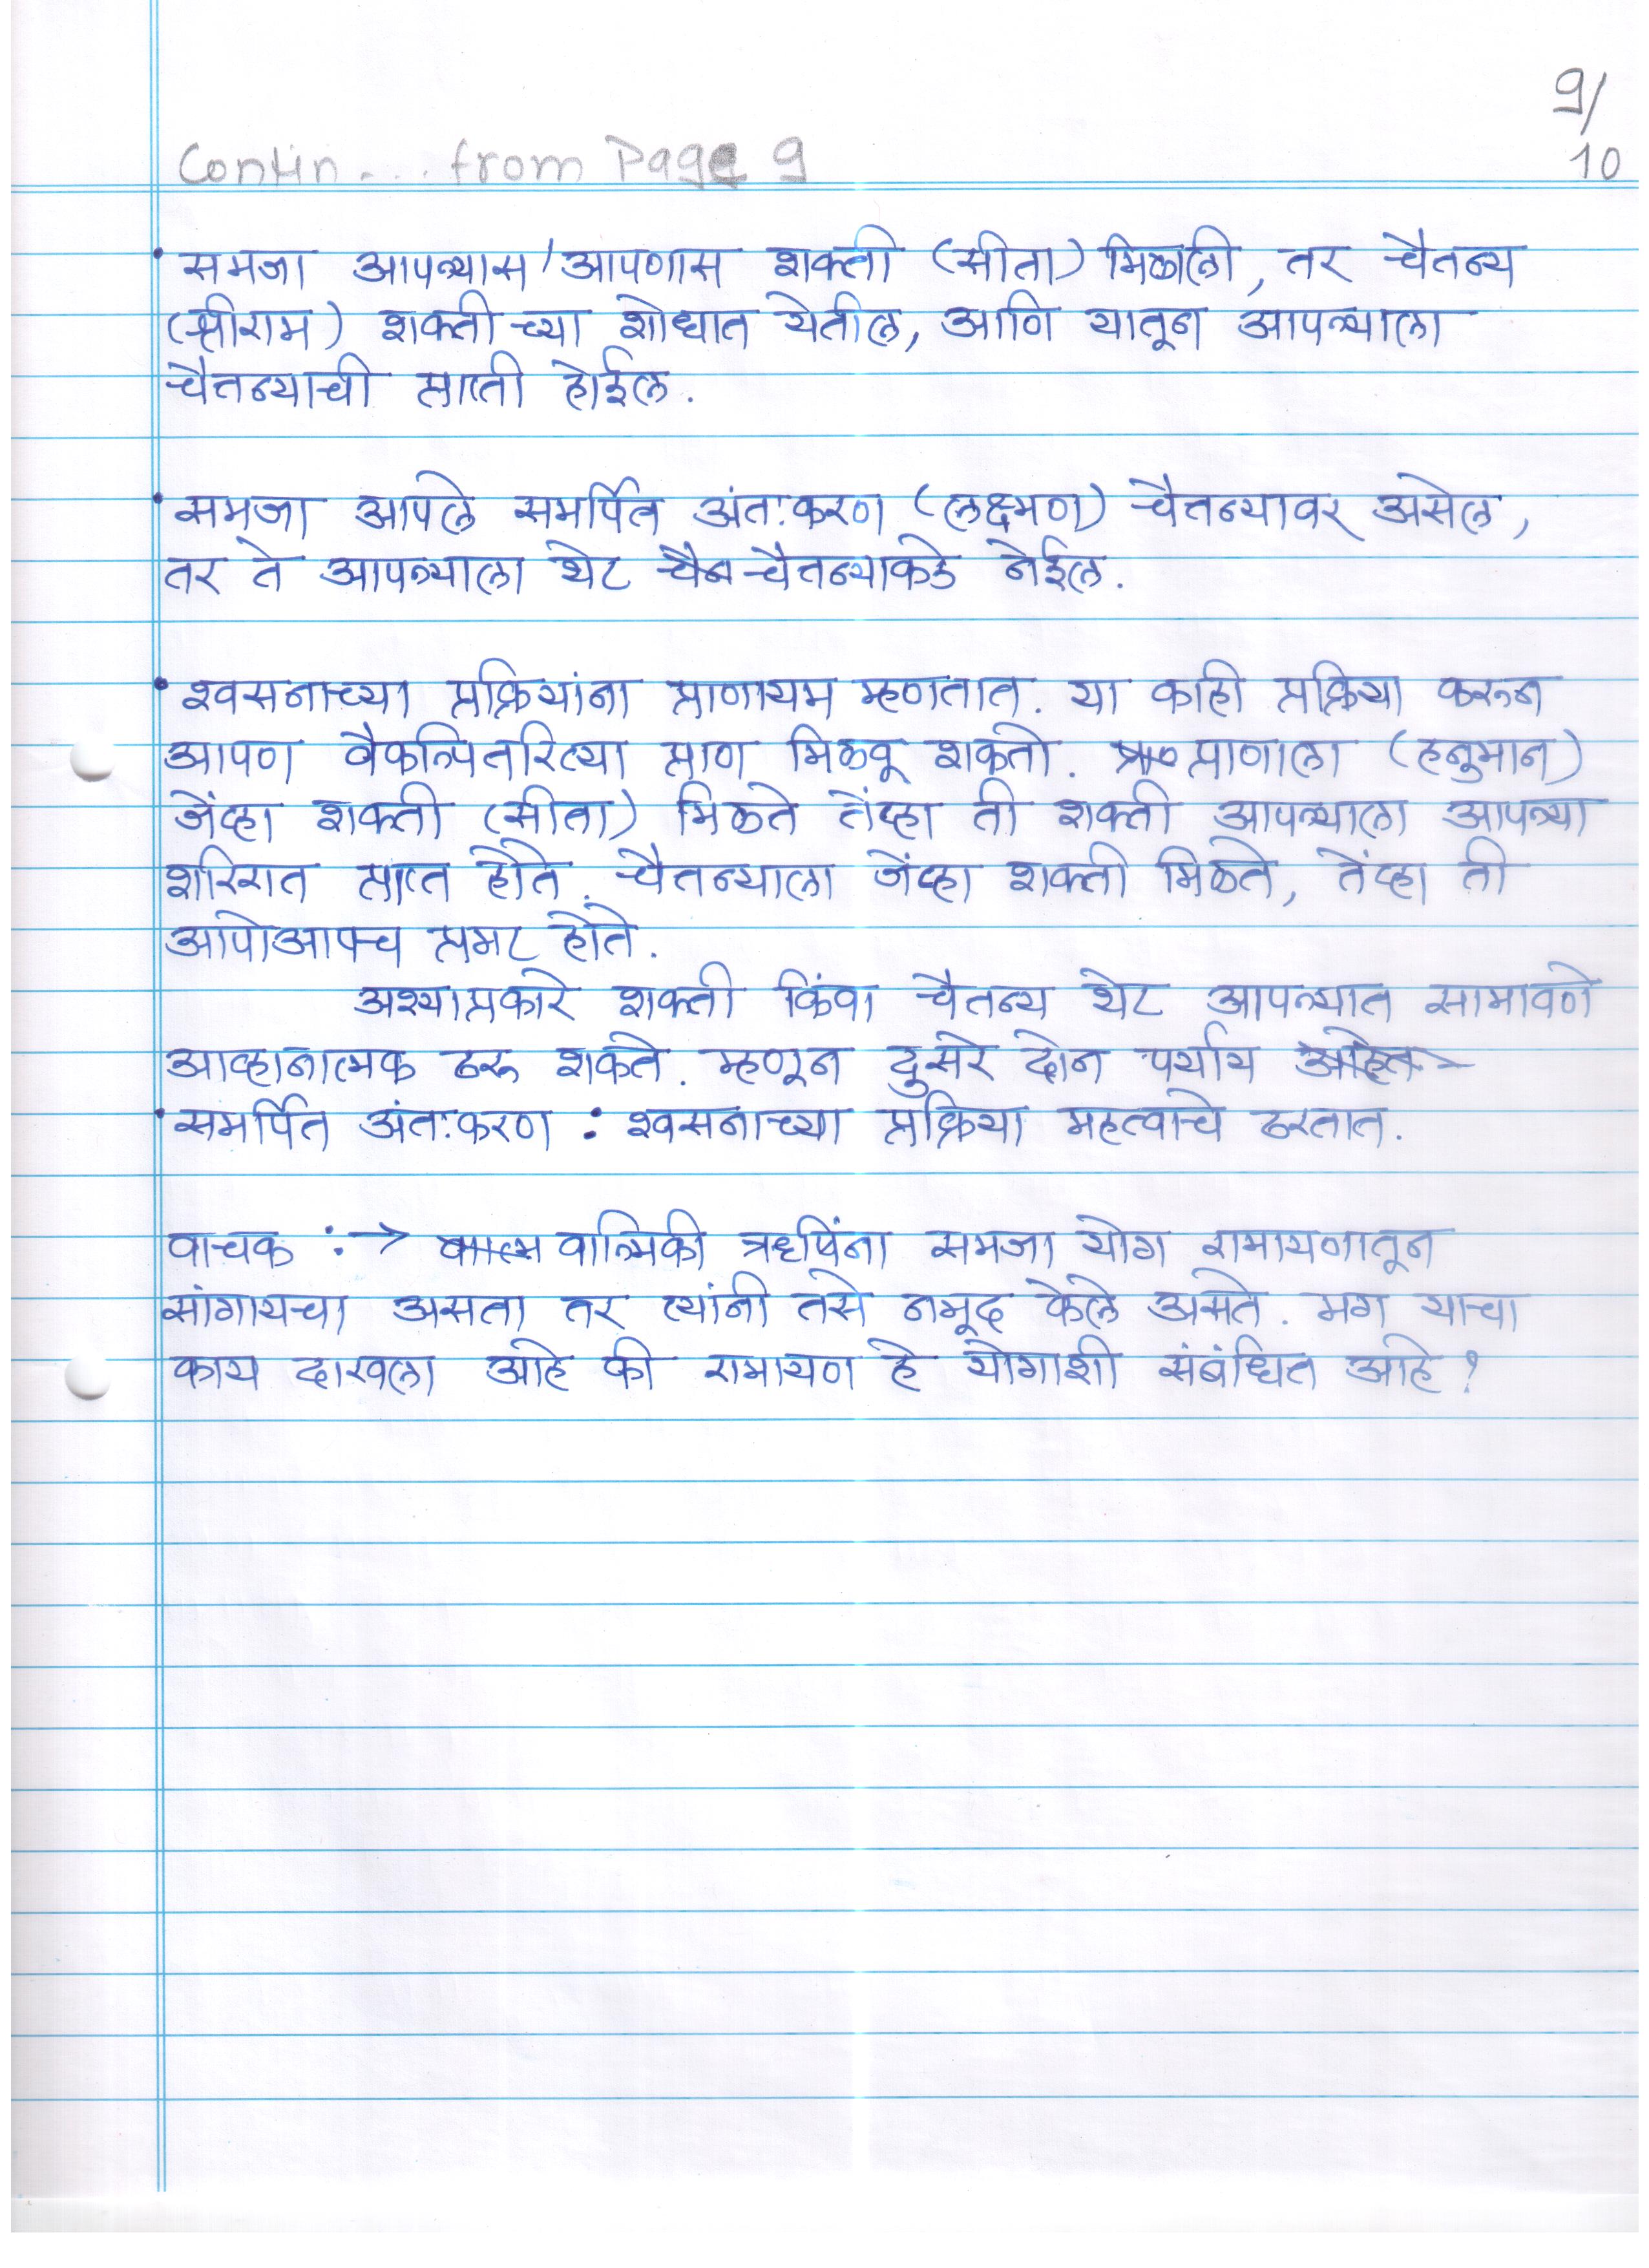 9/
10
Contin... from Page 9
• समजा आपल्यास/आपणास शक्ती (सीता) मिळाली, तर चैतन्य
(श्रीराम) शक्तीच्या शोधात येतील, आणि यातून आपल्याला
चैतन्याची प्राप्ती होईल.
• समजा आपले समर्पित अंतःकरण (लक्ष्मण) चैतन्यावर असेल,
तर ते आपल्याला थेट चैतन्याकडे नेईल.
• श्वसनाच्या प्रक्रियांना प्राणायम म्हणतात. या काही प्रक्रिया करून
आपण वैकल्पितरित्या प्राण मिळवू शकतो. प्राणाला (हनुमान)
जेंव्हा शक्ती (सीता) मिळते तेंव्हा ती शक्ती आपल्याला आपल्या
शरिरात प्राप्त होते. चैतन्याला जेंव्हा शक्ती मिळते, तेंव्हा ती
आपोआपच प्रगट होते.
अश्याप्रकारे शक्ती किंवा चैतन्य थेट आपल्यात सामावणे
आव्हानात्मक ठरू शकते. म्हणून दुसरे दोन पर्याय
• समर्पित अंतःकरण : श्वसनाच्या प्रक्रिया महत्वाचे ठरतात.
वाचक :→ वाल्मिकी ऋषिंना समजा योग रामायणातून
सांगायचा असता तर त्यांनी तसे नमूद केले असते. मग याचा
काय दाखला आहे की रामायण हे योगाशी संबंधित आहे?